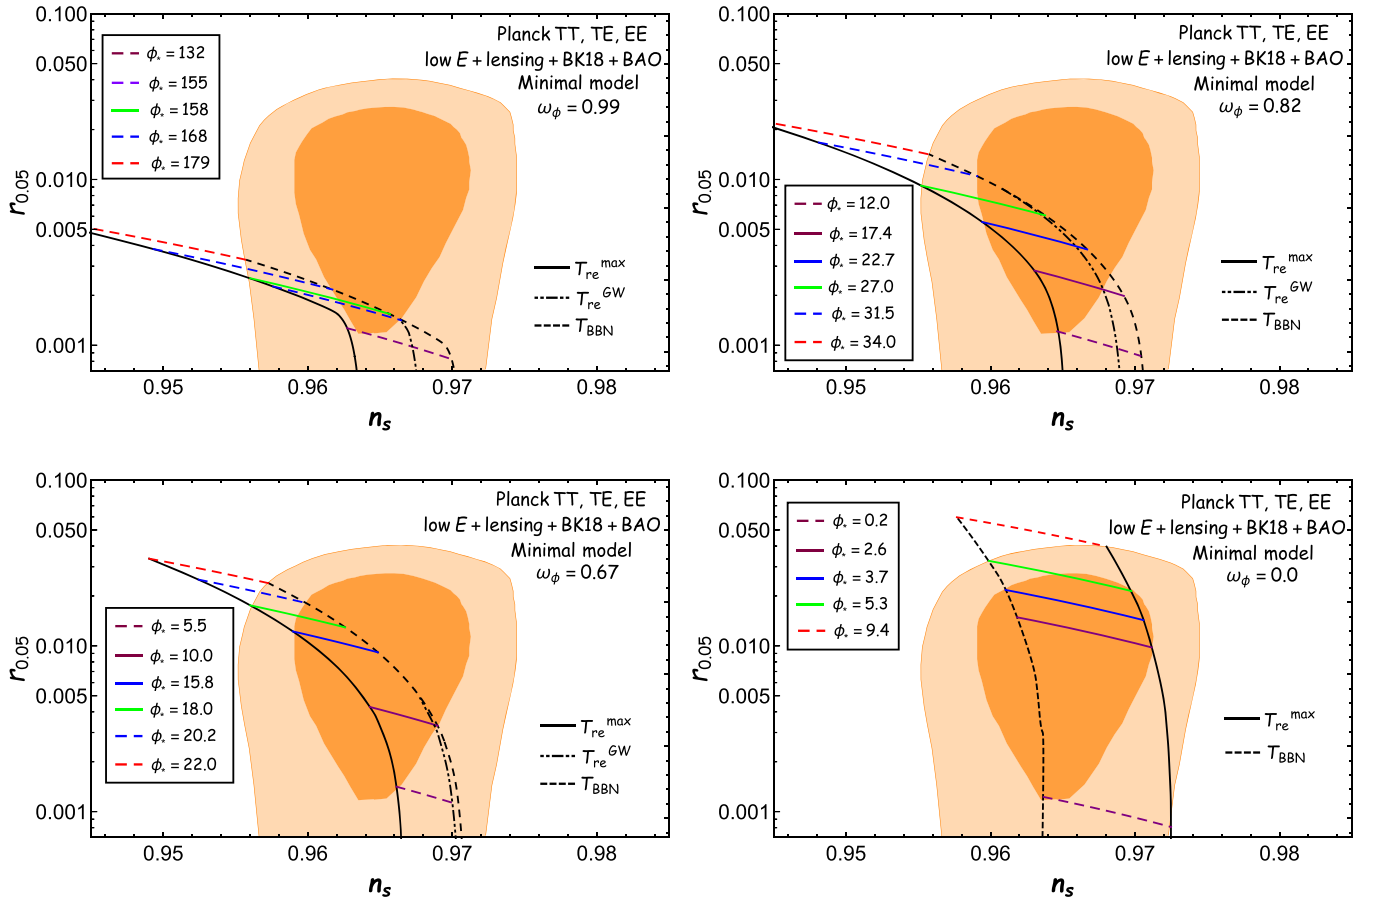 0.100
0.050
0.010
0.005
0.001
r0.05
ϕ* = 132
ϕ* = 155
ϕ* = 158
ϕ* = 168
ϕ* = 179
Planck TT, TE, EE
low E + lensing + BK18 + BAO
Minimal model
ωϕ = 0.99
Tre^max
Tre^GW
TBBN
0.95 0.96 0.97 0.98
ns
0.100
0.050
0.010
0.005
0.001
r0.05
Planck TT, TE, EE
low E + lensing + BK18 + BAO
Minimal model
ωϕ = 0.82
ϕ* = 12.0
ϕ* = 17.4
ϕ* = 22.7
ϕ* = 27.0
ϕ* = 31.5
ϕ* = 34.0
Tre^max
Tre^GW
TBBN
0.95 0.96 0.97 0.98
ns
0.100
0.050
0.010
0.005
0.001
r0.05
Planck TT, TE, EE
low E + lensing + BK18 + BAO
Minimal model
ωϕ = 0.67
ϕ* = 5.5
ϕ* = 10.0
ϕ* = 15.8
ϕ* = 18.0
ϕ* = 20.2
ϕ* = 22.0
Tre^max
Tre^GW
TBBN
0.95 0.96 0.97 0.98
ns
0.100
0.050
0.010
0.005
0.001
r0.05
ϕ* = 0.2
ϕ* = 2.6
ϕ* = 3.7
ϕ* = 5.3
ϕ* = 9.4
Planck TT, TE, EE
low E + lensing + BK18 + BAO
Minimal model
ωϕ = 0.0
Tre^max
TBBN
0.95 0.96 0.97 0.98
ns